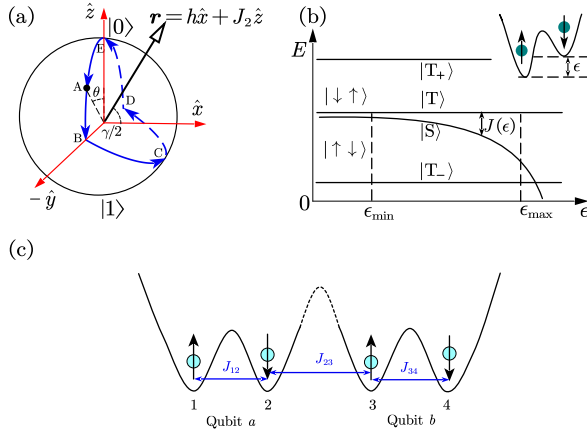 (a)
ẑ
|0⟩
r = hx̂ + J₂ẑ
E
A
θ
D
x̂
γ/2
B
C
−ŷ
|1⟩
(b)
E
ϵ
|T₊⟩
|↓↑⟩
|T⟩
J(ϵ)
|S⟩
|↑↓⟩
|T₋⟩
0
ϵmin
ϵmax
ϵ
(c)
J₁₂
J₂₃
J₃₄
1 2 3 4
Qubit a Qubit b